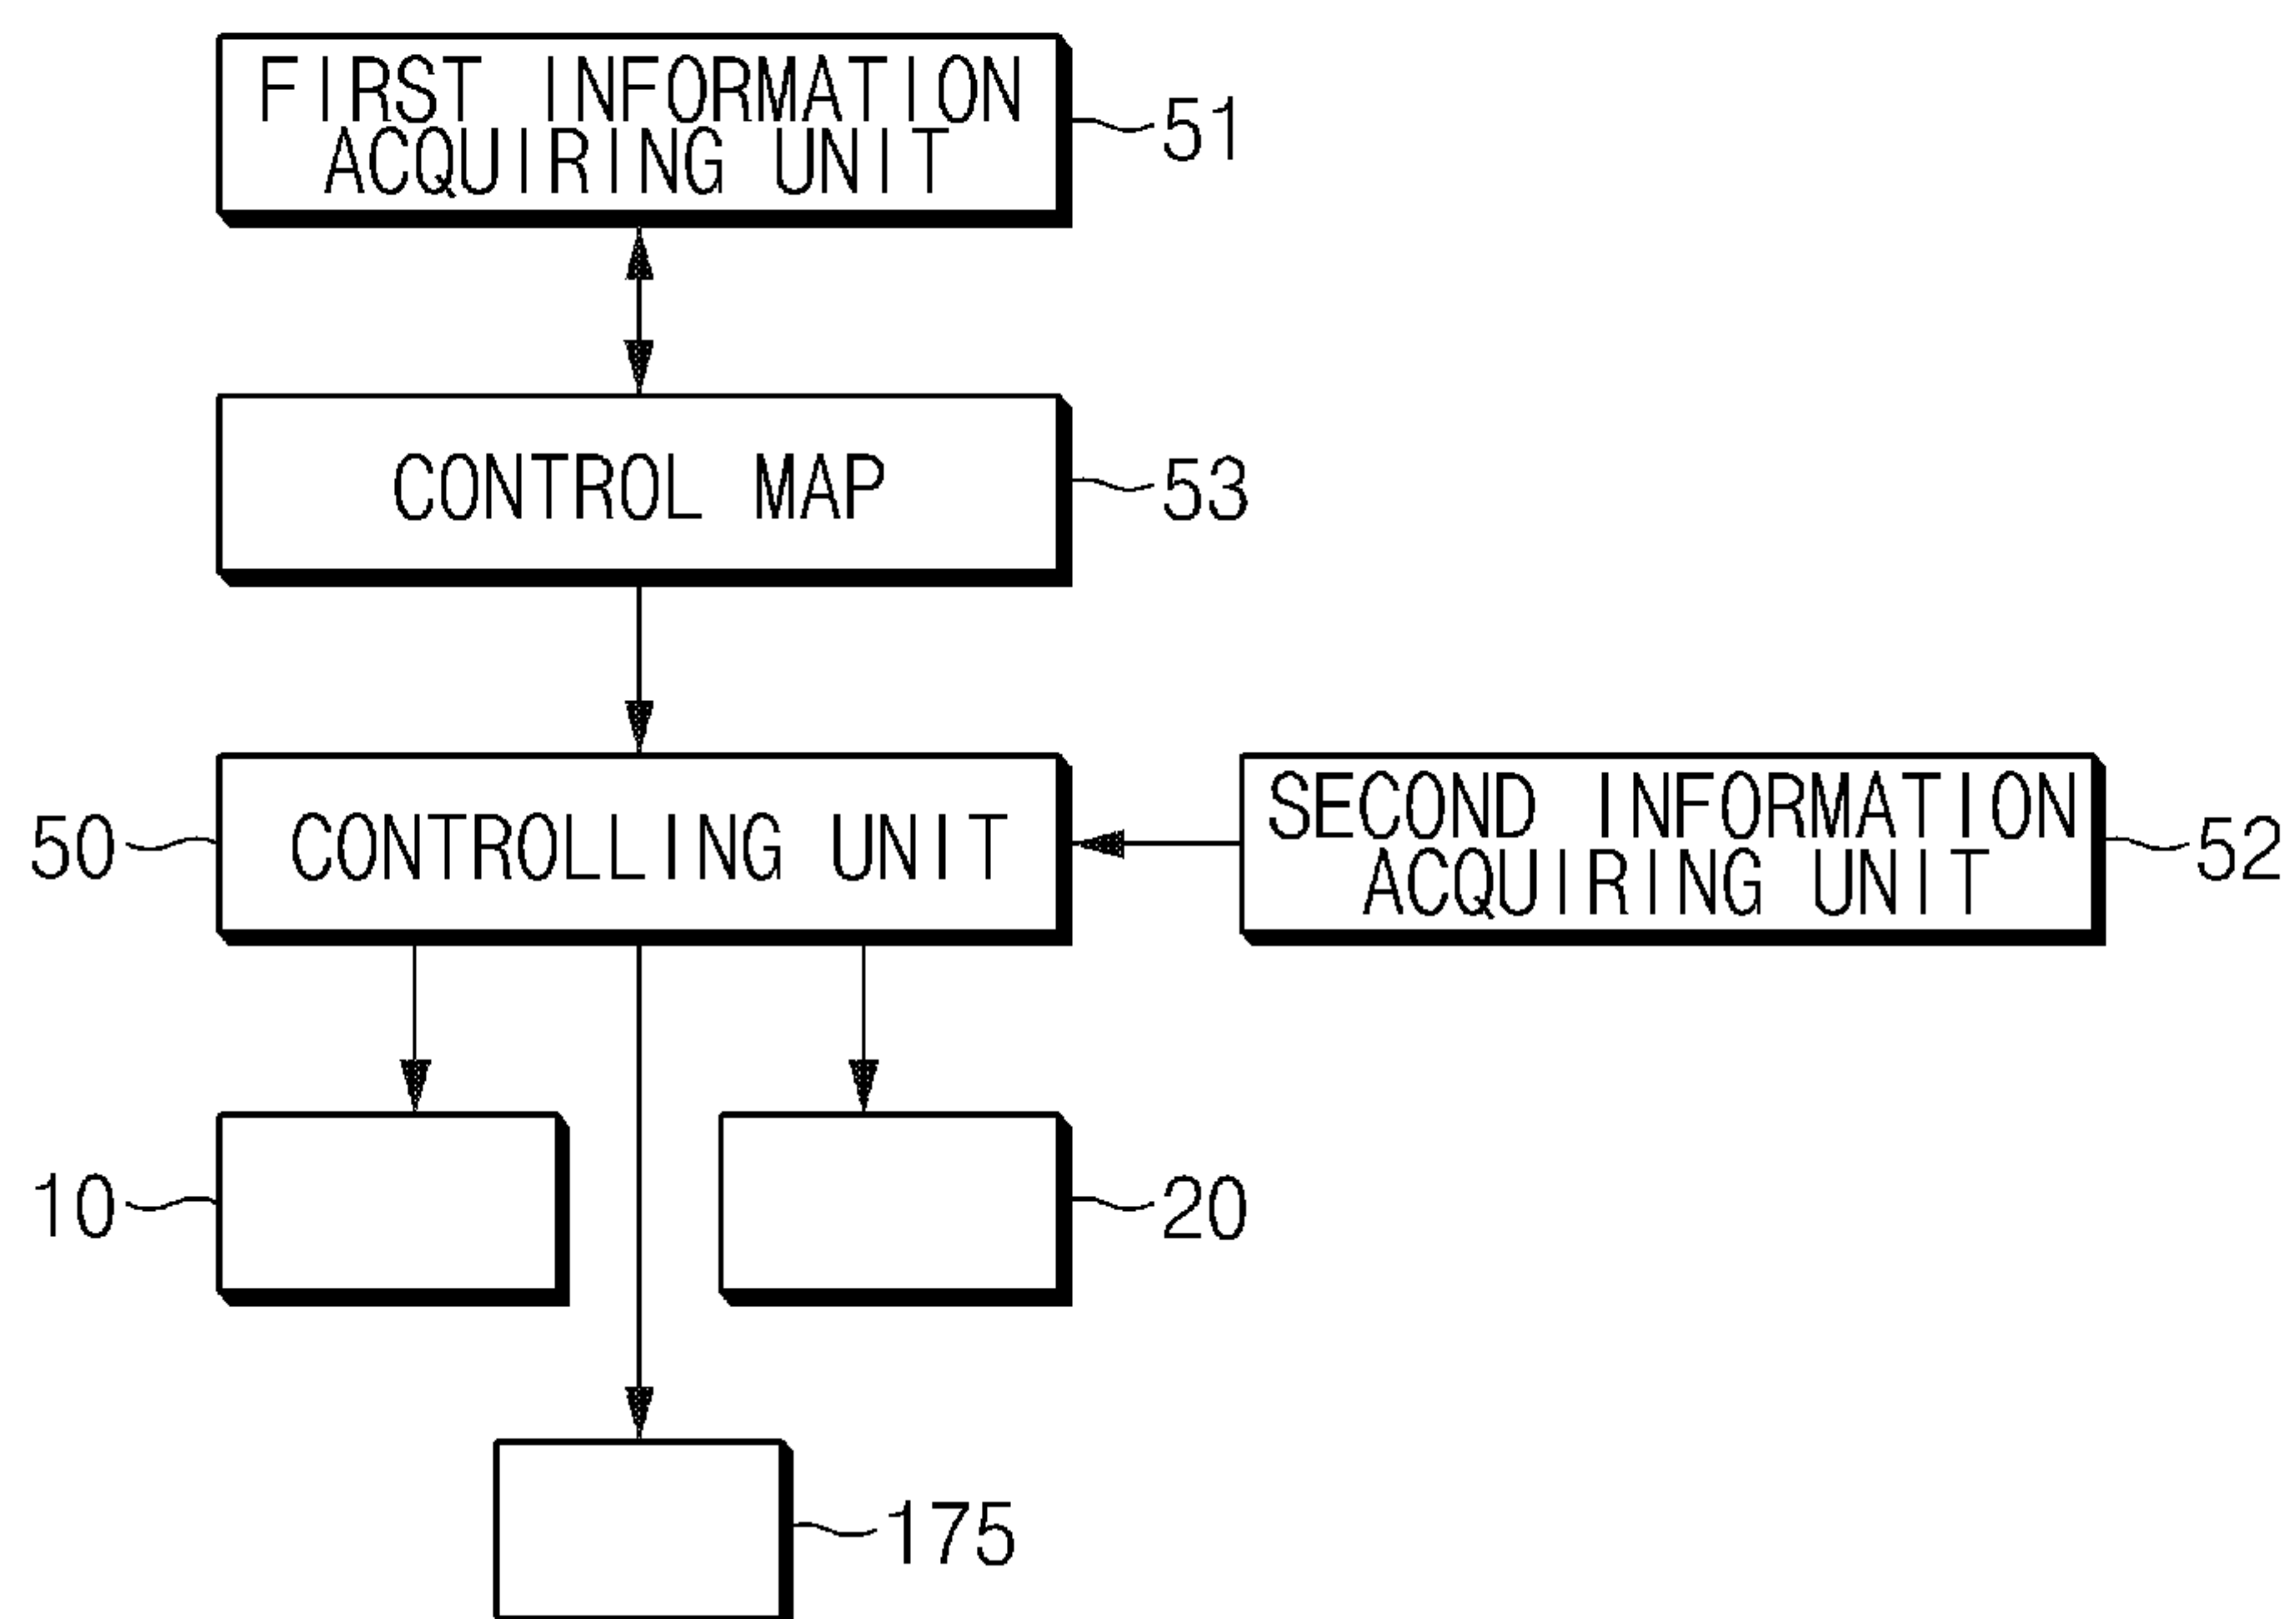 FIRST INFORMATION
ACQUIRING UNIT
51
CONTROL MAP
53
50
CONTROLLING UNIT
SECOND INFORMATION
ACQUIRING UNIT
52
10
20
175